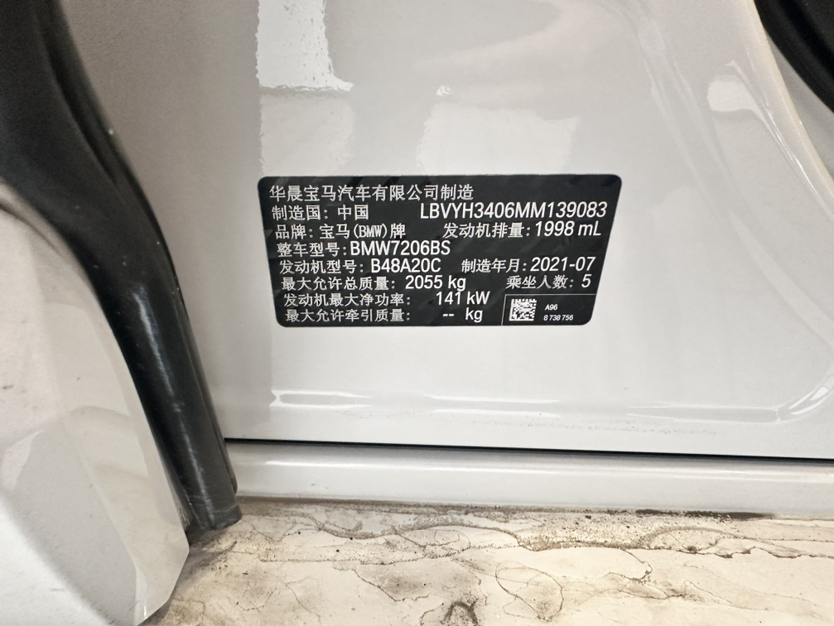 华晨宝马汽车有限公司制造
制造国：中国 LBVYH3406MM139083
品牌：宝马(BMW)牌 发动机排量：1998 mL
整车型号：BMW7206BS
发动机型号：B48A20C 制造年月：2021-07
最大允许总质量：2055 kg 乘坐人数：5
发动机最大净功率：141 kW
最大允许牵引质量：-- kg
A96
8 738 756